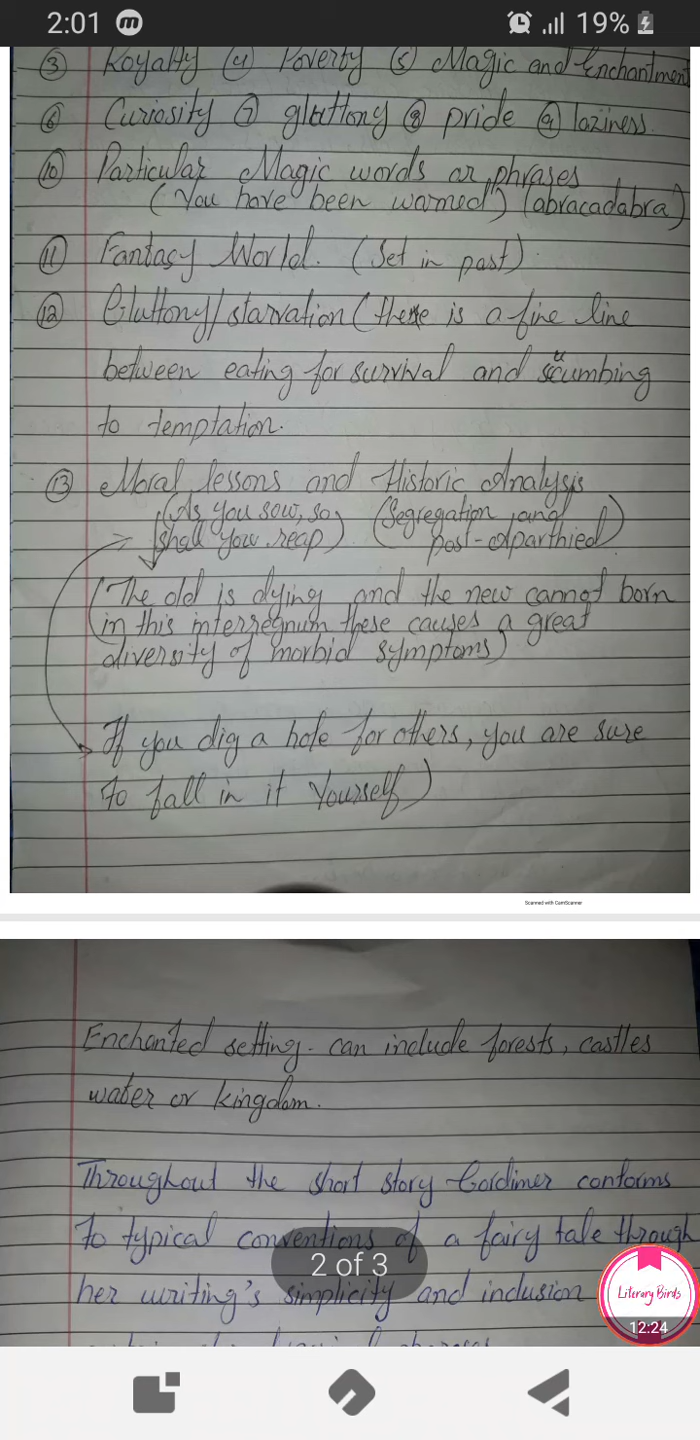 2:01 m 19%
③ Royalty ④ Poverty ⑤ Magic and Enchantment
⑥ Curiosity ⑦ gluttony ⑧ pride ⑨ laziness
⑩ Particular Magic words or phrases
("You have been warned") (abracadabra)
⑪ Fantasy World. (Set in past)
⑫ Gluttony/starvation (there is a fine line
between eating for survival and scumbing
to temptation.
⑬ Moral lessons and Historic Analysis
(As you sow, so (Segregation and
shall you reap) post-Aparthied)
(The old is dying and the new cannot born
in this interregnum these causes a great
diversity of morbid symptoms)
If you dig a hole for others, you are sure
to fall in it Yourself)
Scanned with CamScanner
Enchanted setting - can include forests, castles
water or kingdom.
Throughout the short story Gordimer conforms
to typical conventions of a fairy tale through
2 of 3
her writing's simplicity and inclusion
Literary Birds
12:24